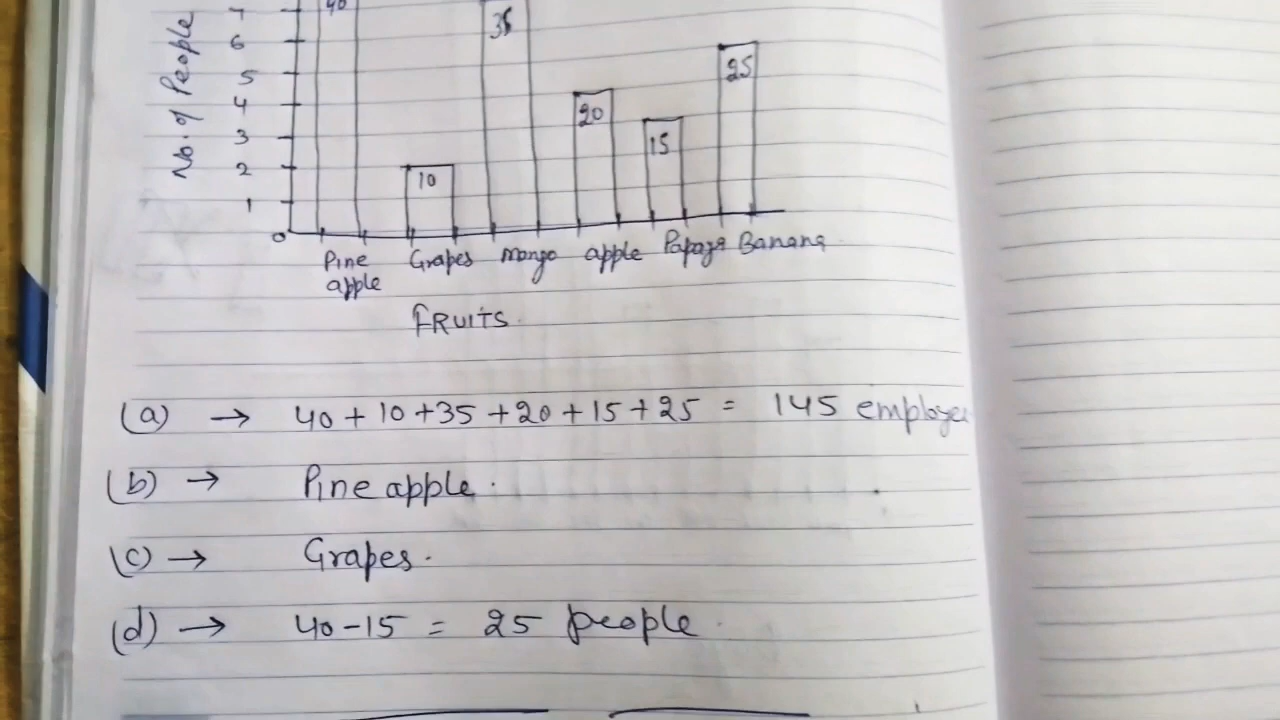 No. of People
7
6
5
4
3
2
1
0
40
10
35
20
15
25
Pine apple
Grapes
Mango
apple
Papaya
Banana
FRUITS
(a) → 40 + 10 + 35 + 20 + 15 + 25 = 145 employee
(b) → Pine apple.
(c) → Grapes.
(d) → 40 - 15 = 25 people.